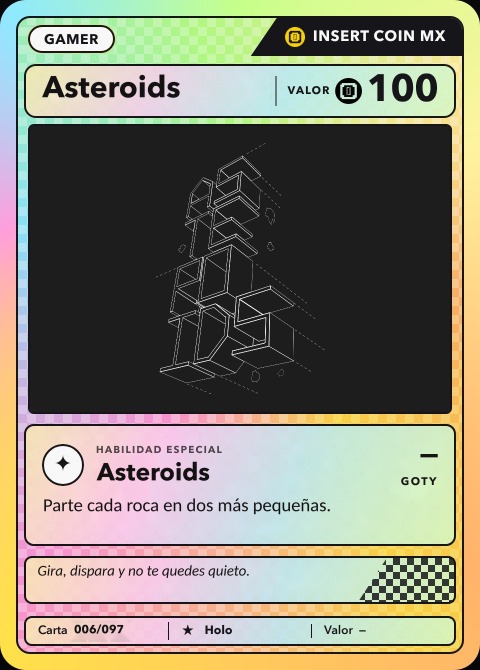 GAMER
INSERT COIN MX
Asteroids
VALOR 100
HABILIDAD ESPECIAL
Asteroids
–
GOTY
Parte cada roca en dos más pequeñas.
Gira, dispara y no te quedes quieto.
Carta 006/097 ★ Holo Valor –